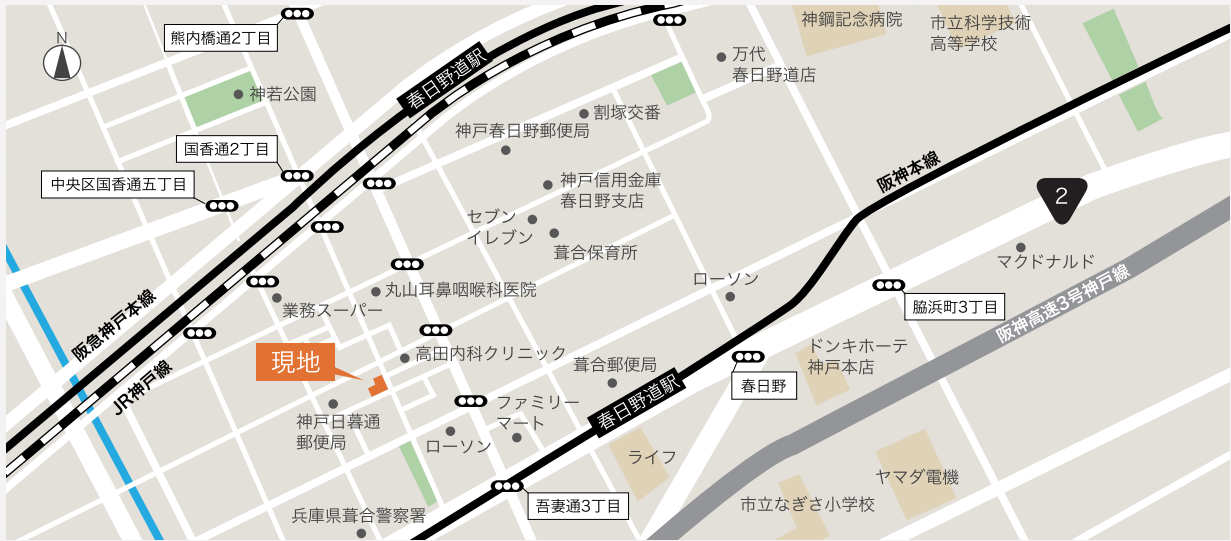 熊内橋通2丁目
神鋼記念病院
市立科学技術
高等学校
N
万代
春日野道店
春日野道駅
神若公園
割塚交番
神戸春日野郵便局
国香通2丁目
中央区国香通五丁目
神戸信用金庫
春日野支店
阪神本線
2
セブン
イレブン
葺合保育所
マクドナルド
丸山耳鼻咽喉科医院
ローソン
業務スーパー
脇浜町3丁目
阪神高速3号神戸線
阪急神戸本線
JR神戸線
現地
高田内科クリニック
ドンキホーテ
神戸本店
葺合郵便局
春日野
春日野道駅
神戸日暮通
郵便局
ファミリー
マート
ローソン
ライフ
ヤマダ電機
吾妻通3丁目
市立なぎさ小学校
兵庫県葺合警察署